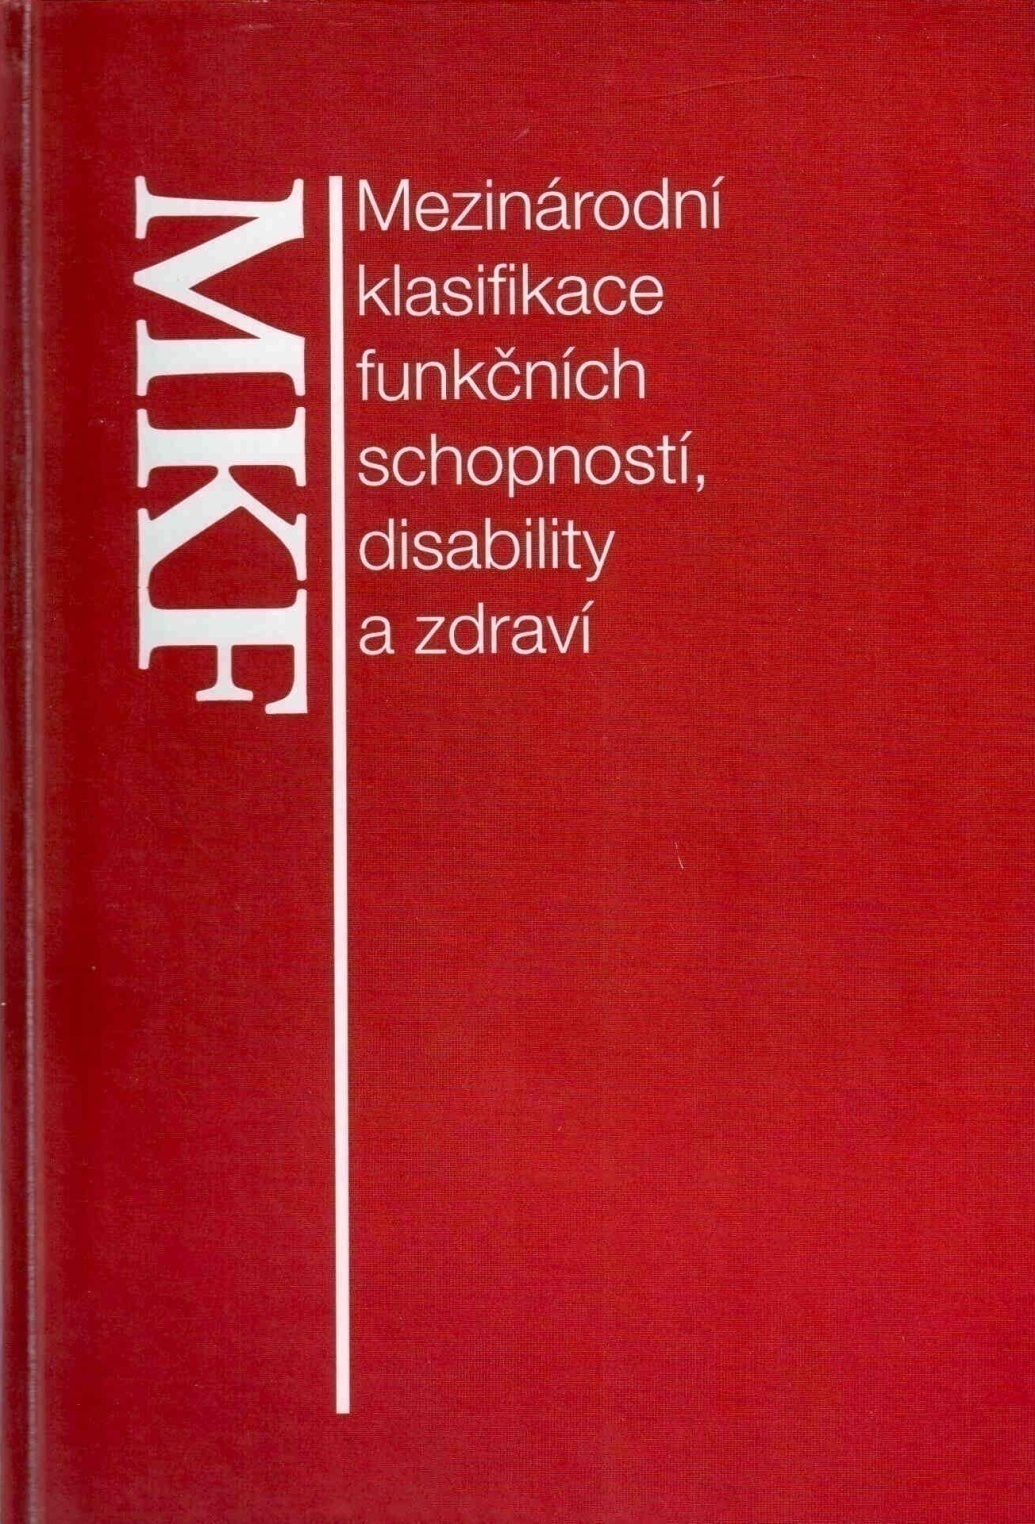 MKF
Mezinárodní
klasifikace
funkčních
schopností,
disability
a zdraví